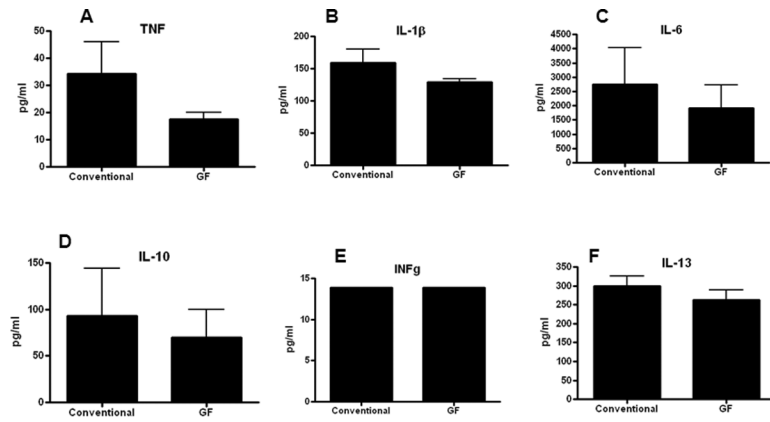 A
TNF
pg/ml
50
40
30
20
10
0
Conventional
GF
B
IL-1β
pg/ml
200
150
100
50
0
Conventional
GF
C
IL-6
pg/ml
4500
4000
3500
3000
2500
2000
1500
1000
500
0
Conventional
GF
D
IL-10
pg/ml
150
100
50
0
Conventional
GF
E
INFg
pg/ml
15
10
5
0
Conventional
GF
F
IL-13
pg/ml
350
300
250
200
150
100
50
0
Conventional
GF